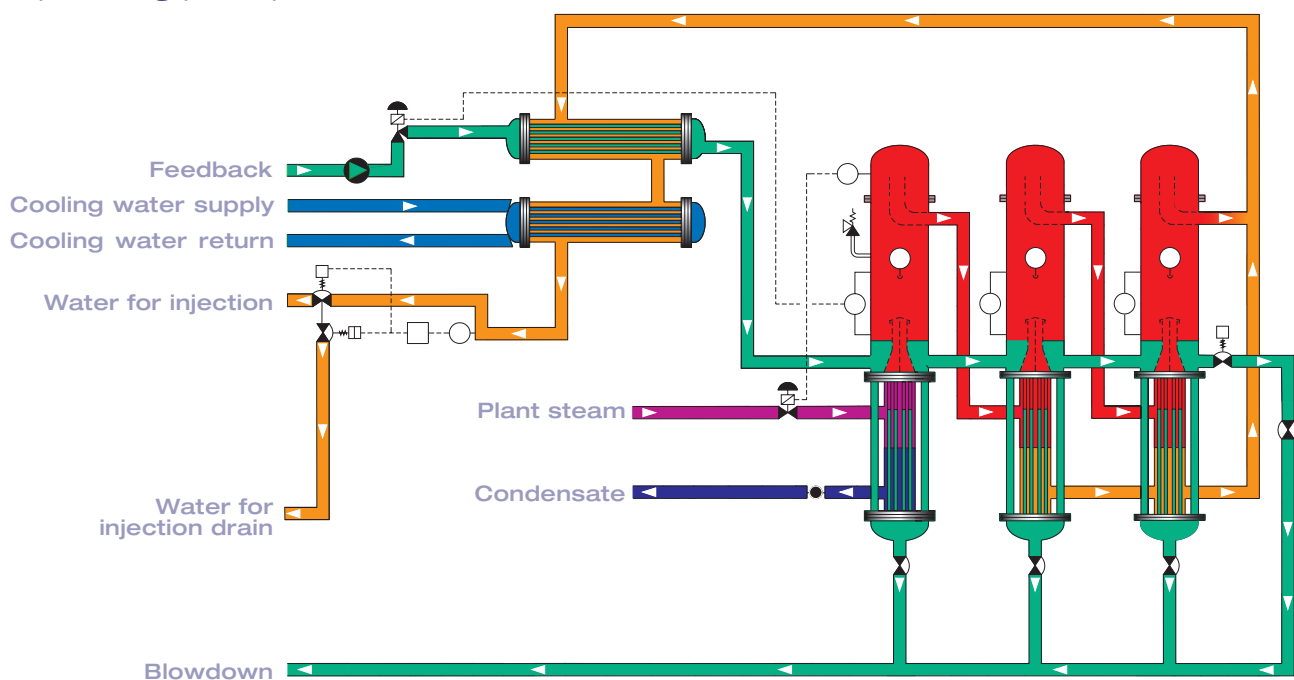 Feedback
Cooling water supply
Cooling water return
Water for injection
Plant steam
Condensate
Water for
injection drain
Blowdown